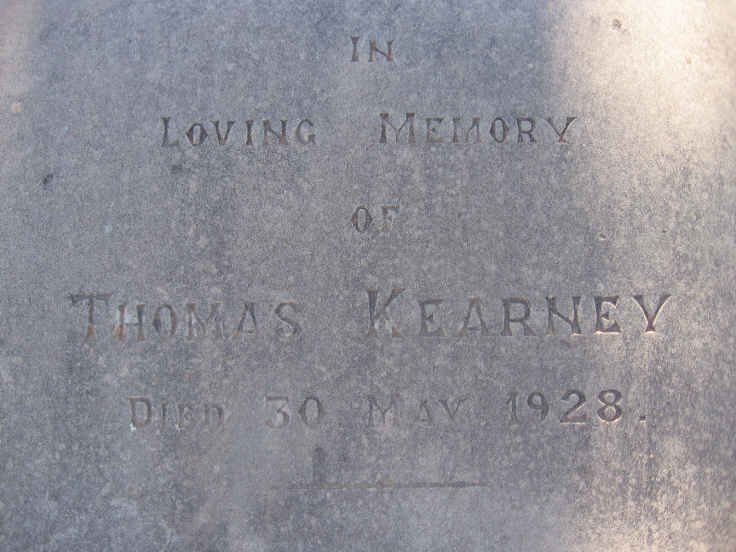 IN
LOVING MEMORY
OF
THOMAS KEARNEY
DIED 30 MAY 1928.